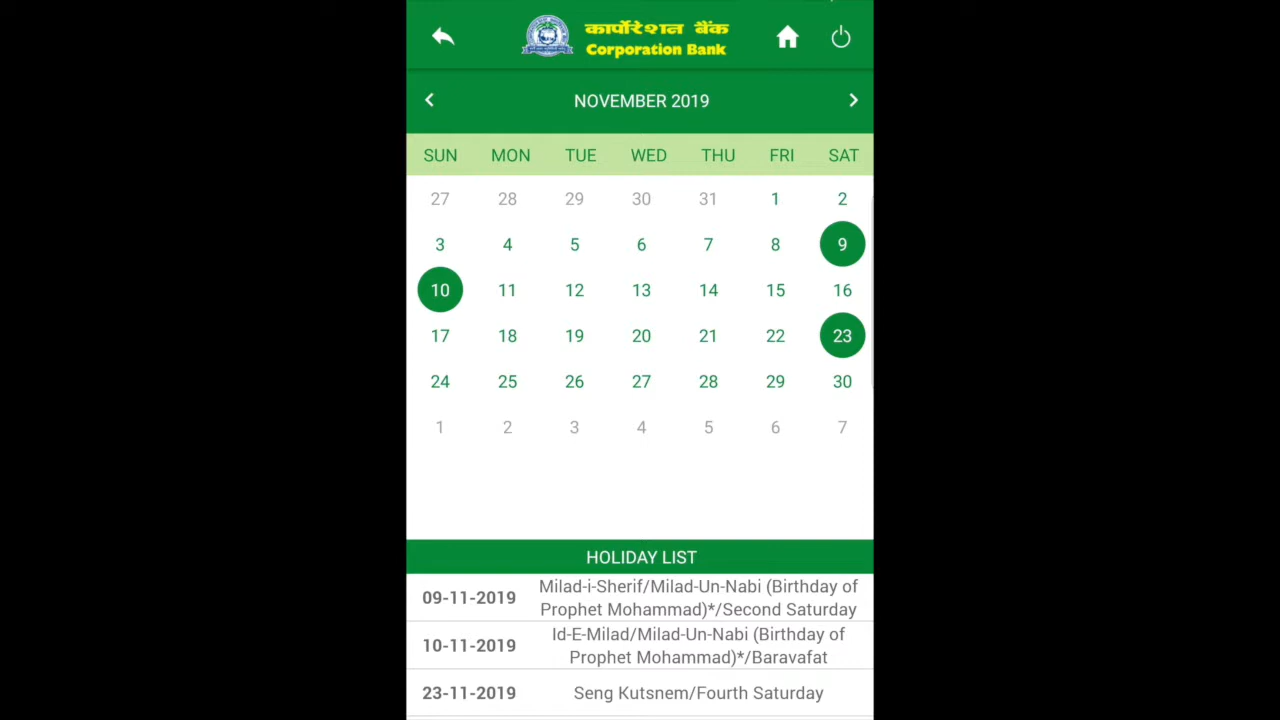 कार्पोरेशन बैंक
Corporation Bank
NOVEMBER 2019
SUN MON TUE WED THU FRI SAT
27 28 29 30 31 1 2
3 4 5 6 7 8 9
10 11 12 13 14 15 16
17 18 19 20 21 22 23
24 25 26 27 28 29 30
1 2 3 4 5 6 7
HOLIDAY LIST
09-11-2019 Milad-i-Sherif/Milad-Un-Nabi (Birthday of
Prophet Mohammad)*/Second Saturday
10-11-2019 Id-E-Milad/Milad-Un-Nabi (Birthday of
Prophet Mohammad)*/Baravafat
23-11-2019 Seng Kutsnem/Fourth Saturday